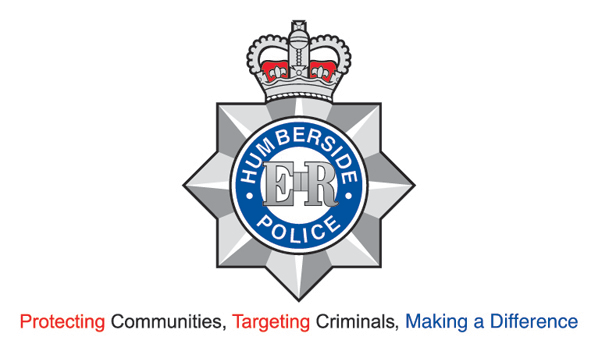 HUMBERSIDE
EIIR
POLICE
Protecting Communities, Targeting Criminals, Making a Difference